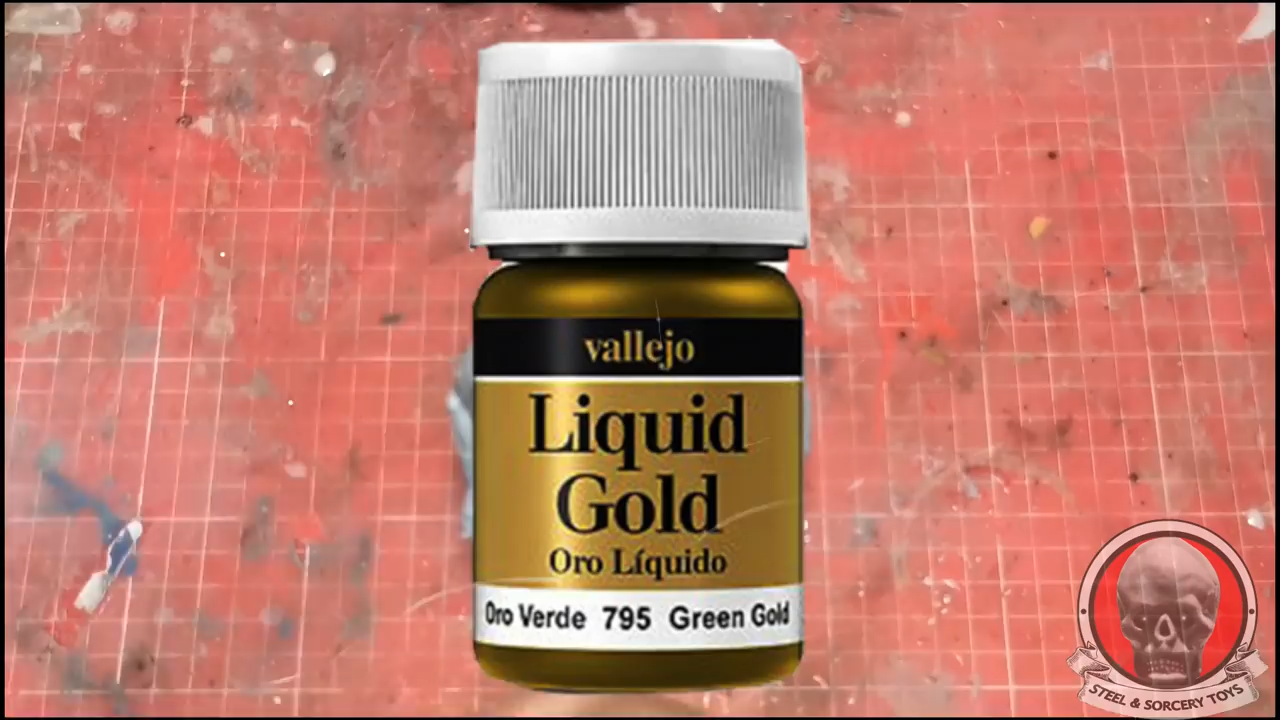 vallejo
Liquid
Gold
Oro Líquido
Oro Verde 795 Green Gold
STEEL & SORCERY TOYS